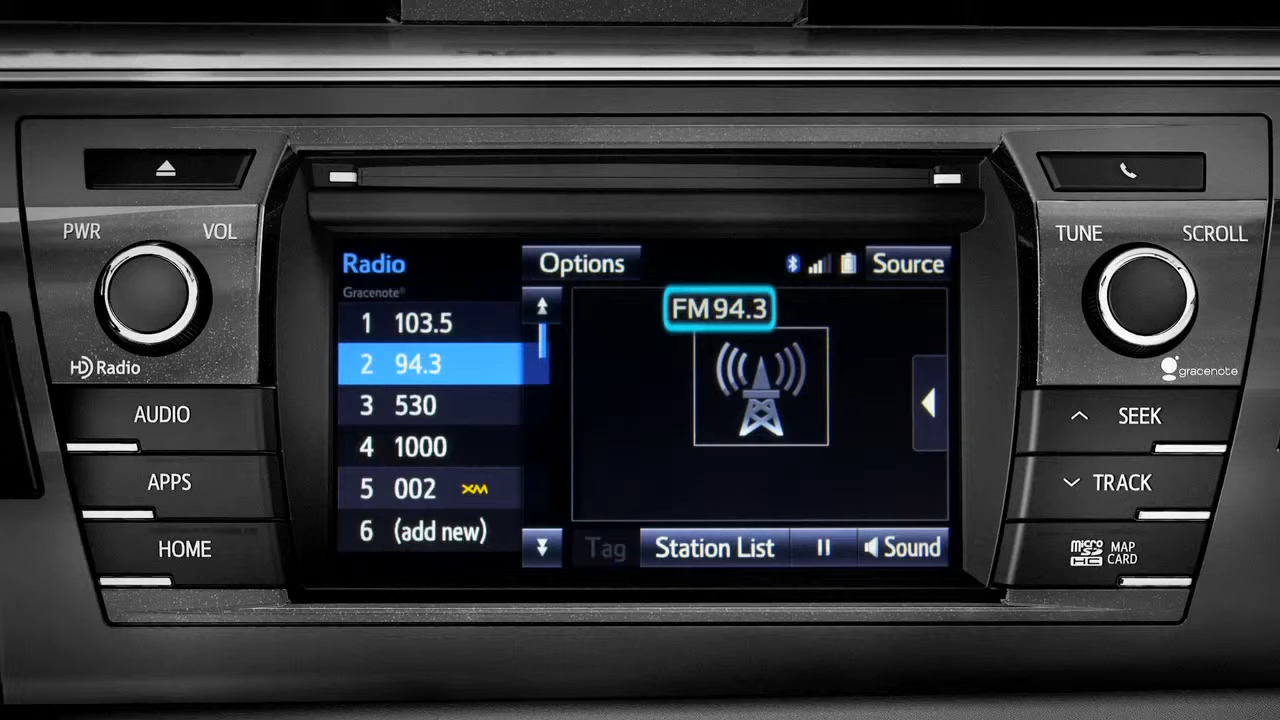 PWR VOL
HD Radio
AUDIO
APPS
HOME
Radio
Gracenote®
1 103.5
2 94.3
3 530
4 1000
5 002 XM
6 (add new)
Options
Source
FM 94.3
Tag
Station List
Sound
TUNE SCROLL
gracenote
SEEK
TRACK
micro SD HC
MAP
CARD